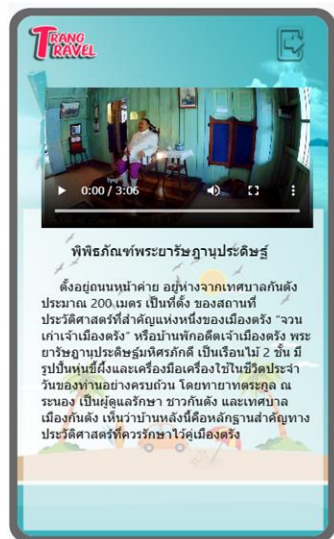 TRANG
TRAVEL
0:00 / 3:06
พิพิธภัณฑ์พระยารัษฎานุประดิษฐ์
ตั้งอยู่ถนนหน้าค่าย อยู่ห่างจากเทศบาลกันตัง
ประมาณ 200 เมตร เป็นที่ตั้ง ของสถานที่
ประวัติศาสตร์ที่สำคัญแห่งหนึ่งของเมืองตรัง "จวน
เก่าเจ้าเมืองตรัง" หรือบ้านพักอดีตเจ้าเมืองตรัง พระ
ยารัษฎานุประดิษฐ์มหิศรภักดี เป็นเรือนไม้ 2 ชั้น มี
รูปปั้นหุ่นขี้ผึ้งและเครื่องมือเครื่องใช้ในชีวิตประจำ
วันของท่านอย่างครบถ้วน โดยทายาทตระกูล ณ
ระนอง เป็นผู้ดูแลรักษา ชาวกันตัง และเทศบาล
เมืองกันตัง เห็นว่าบ้านหลังนี้คือหลักฐานสำคัญทาง
ประวัติศาสตร์ที่ควรรักษาไว้คู่เมืองตรัง